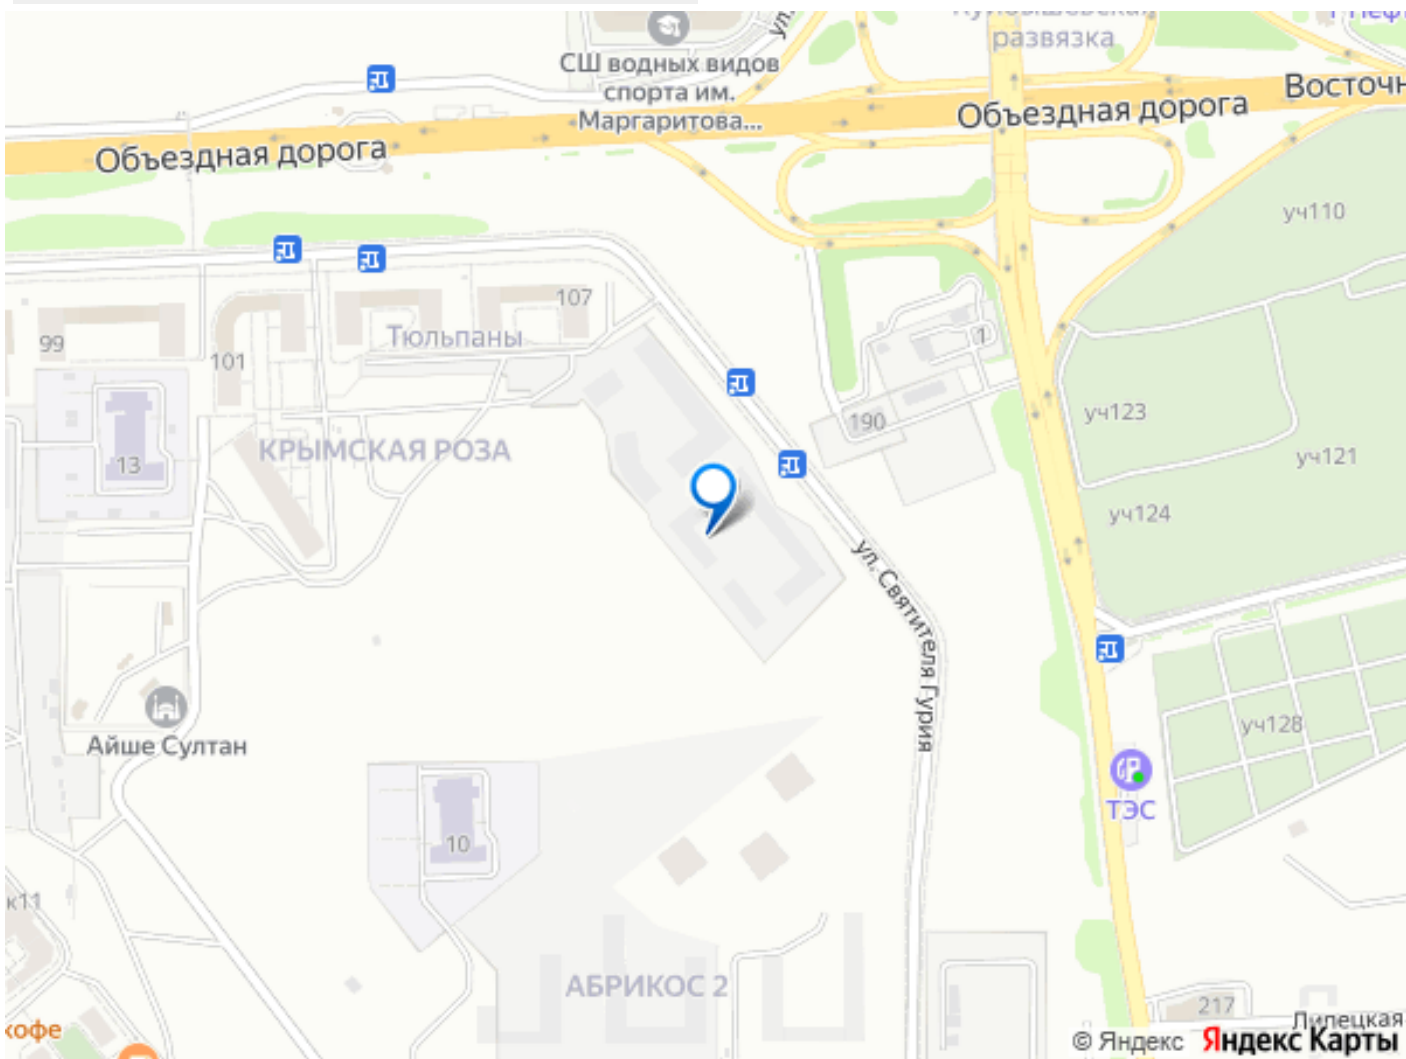 развязка
СШ водных видов
спорта им.
Маргаритова...
Объездная дорога
Объездная дорога
уч110
107
99
101
Тюльпаны
1
190
уч123
уч121
уч124
КРЫМСКАЯ РОЗА
13
ул. Святителя Гурия
Айше Султан
уч128
ТЭС
10
к11
АБРИКОС 2
217
Липецкая
кофе
© Яндекс Яндекс Карты